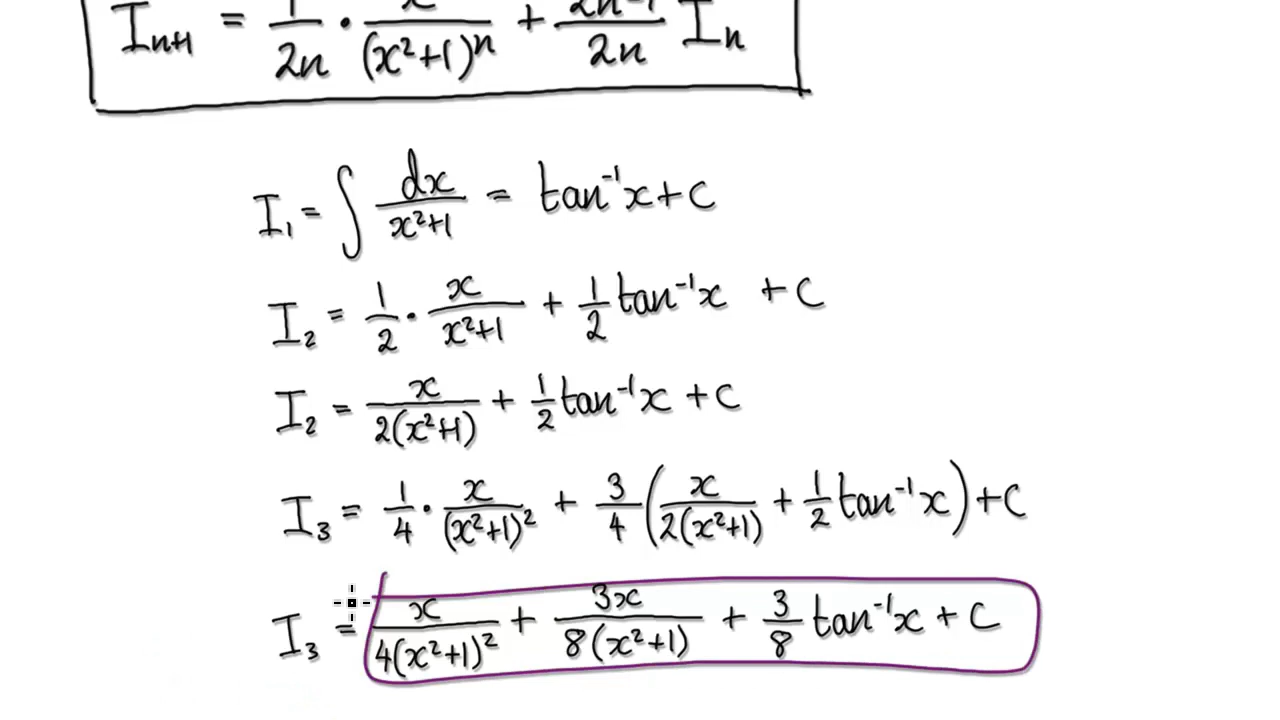 I_{n+1} = 1/2n · x/(x²+1)ⁿ + 2n-1/2n I_n
I₁ = ∫ dx/x²+1 = tan⁻¹x + C
I₂ = 1/2 · x/x²+1 + 1/2 tan⁻¹x + C
I₂ = x/2(x²+1) + 1/2 tan⁻¹x + C
I₃ = 1/4 · x/(x²+1)² + 3/4 (x/2(x²+1) + 1/2 tan⁻¹x) + C
I₃ = x/4(x²+1)² + 3x/8(x²+1) + 3/8 tan⁻¹x + C